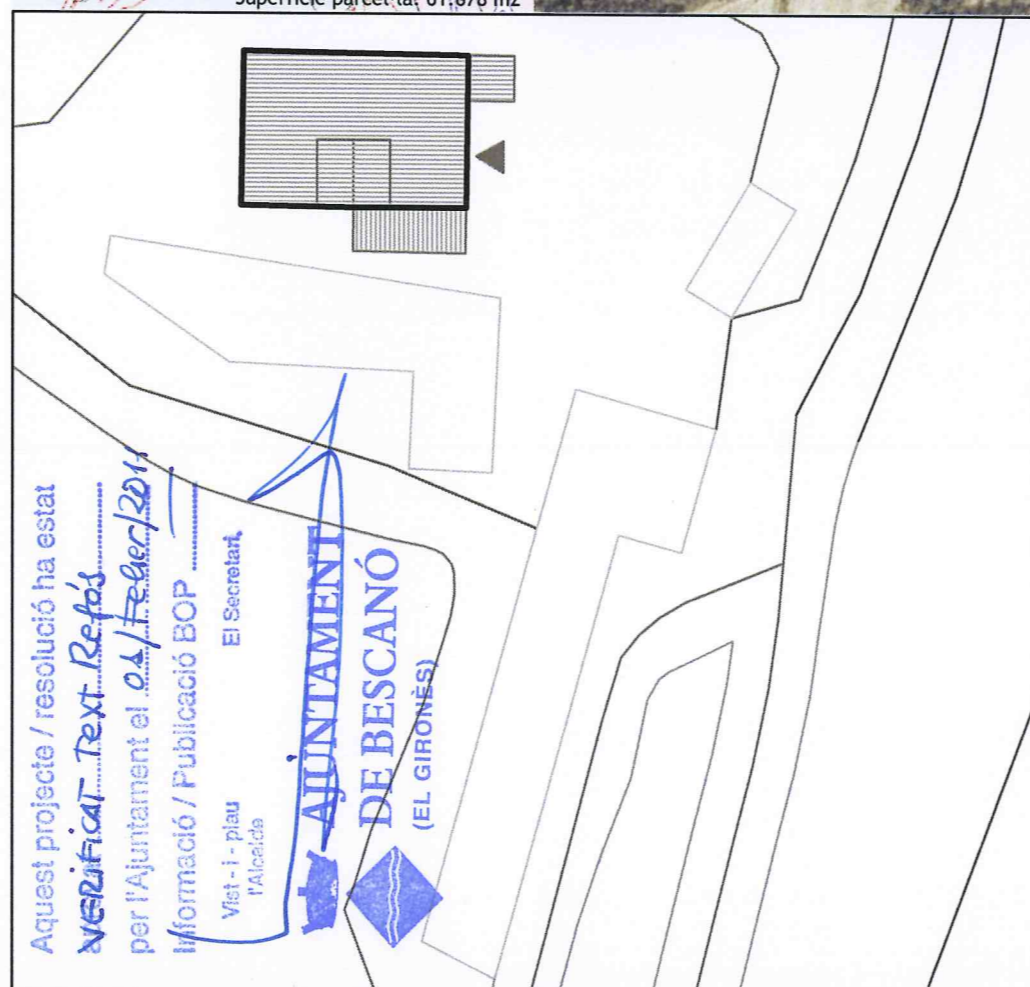 Superfície parcel·la: 61.878 m2
Aquest projecte / resolució ha estat
VERIFICAT Text Refós
per l'Ajuntament el 01/Febrer/2011
Informació / Publicació BOP
Vist - i - plau
l'Alcalde
El Secretari,
AJUNTAMENT
DE BESCANÓ
(EL GIRONÈS)